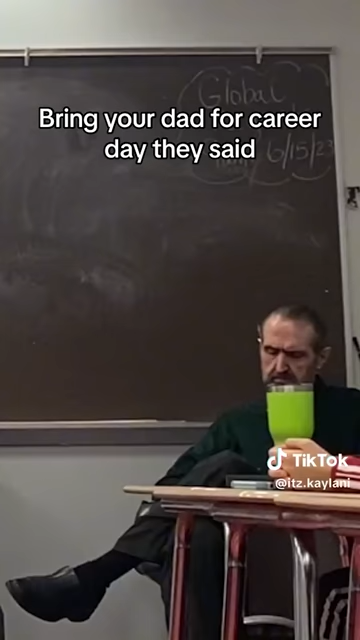 Global
Bring your dad for career
day they said
6/15/23
TikTok
@itz.kaylani